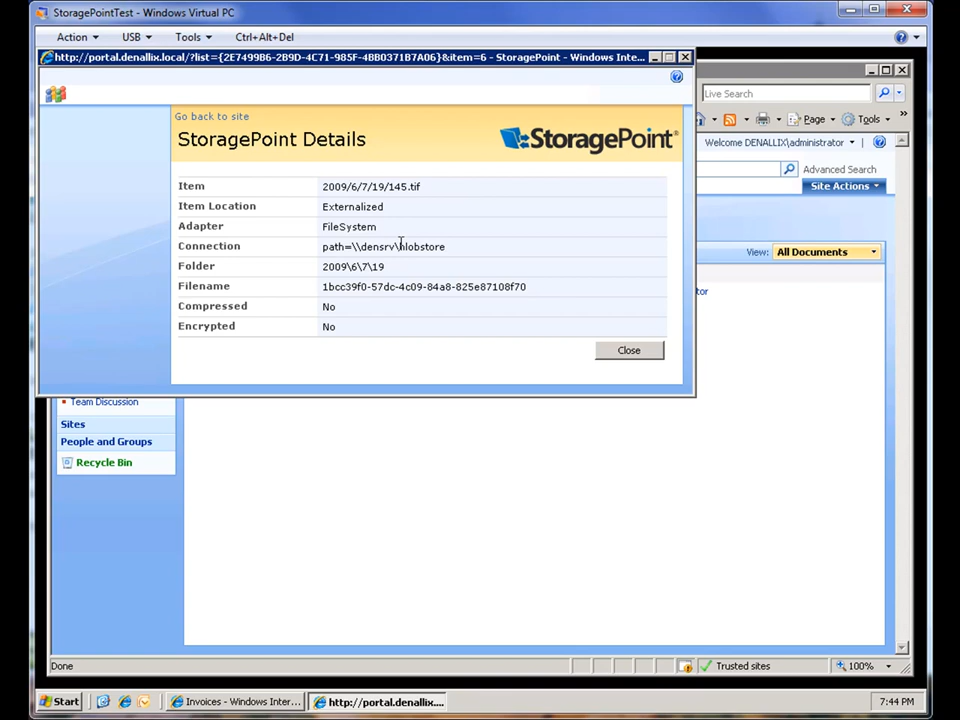 StoragePointTest - Windows Virtual PC
Action USB Tools Ctrl+Alt+Del
http://portal.denallix.local/?list={2E7499B6-2B9D-4C71-985F-4BB0371B7A06}&item=6 - StoragePoint - Windows Inte...
Live Search
Page Tools
Go back to site
StoragePoint Details
StoragePoint
Welcome DENALLIX\administrator
Advanced Search
Site Actions
Item 2009/6/7/19/145.tif
Item Location Externalized
Adapter FileSystem
Connection path=\\densrv\blobstore
View: All Documents
Folder 2009\6\7\19
Filename 1bcc39f0-57dc-4c09-84a8-825e87108f70
tor
Compressed No
Encrypted No
Close
Team Discussion
Sites
People and Groups
Recycle Bin
Done Trusted sites 100%
Start Invoices - Windows Inter... http://portal.denallix.... 7:44 PM